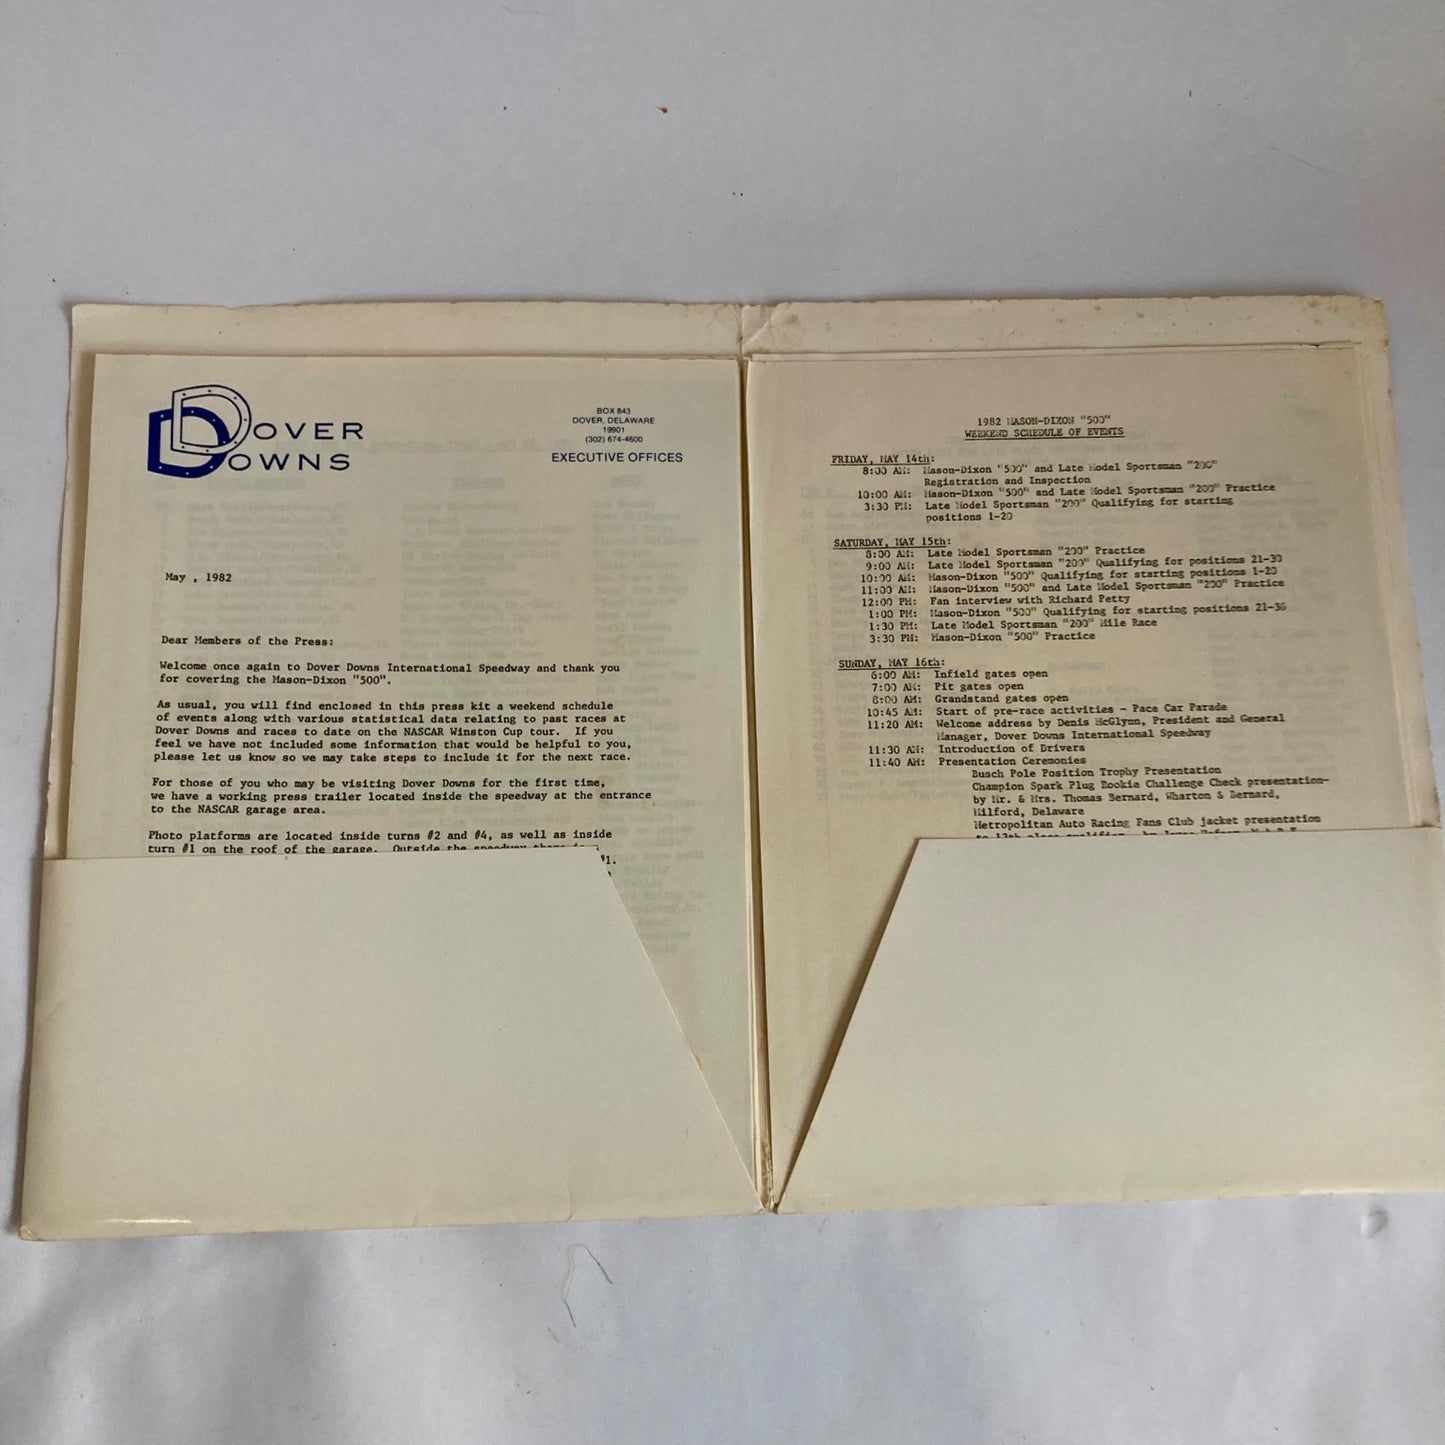 DOVER
DOWNS
BOX 843
DOVER, DELAWARE
19901
(302) 674-4600
EXECUTIVE OFFICES
May , 1982
Dear Members of the Press:
Welcome once again to Dover Downs International Speedway and thank you
for covering the Mason-Dixon "500".
As usual, you will find enclosed in this press kit a weekend schedule
of events along with various statistical data relating to past races at
Dover Downs and races to date on the NASCAR Winston Cup tour. If you
feel we have not included some information that would be helpful to you,
please let us know so we may take steps to include it for the next race.
For those of you who may be visiting Dover Downs for the first time,
we have a working press trailer located inside the speedway at the entrance
to the NASCAR garage area.
Photo platforms are located inside turns #2 and #4, as well as inside
turn #1 on the roof of the garage. Outside the speedway there is a
#1.
1982 MASON-DIXON "500"
WEEKEND SCHEDULE OF EVENTS
FRIDAY, MAY 14th:
8:00 AM: Mason-Dixon "500" and Late Model Sportsman "200"
Registration and Inspection
10:00 AM: Mason-Dixon "500" and Late Model Sportsman "200" Practice
3:30 PM: Late Model Sportsman "200" Qualifying for starting
positions 1-20
SATURDAY, MAY 15th:
8:00 AM: Late Model Sportsman "200" Practice
9:00 AM: Late Model Sportsman "200" Qualifying for positions 21-30
10:00 AM: Mason-Dixon "500" Qualifying for starting positions 1-20
11:00 AM: Mason-Dixon "500" and Late Model Sportsman "200" Practice
12:00 PM: Fan interview with Richard Petty
1:00 PM: Mason-Dixon "500" Qualifying for starting positions 21-36
1:30 PM: Late Model Sportsman "200" Mile Race
3:30 PM: Mason-Dixon "500" Practice
SUNDAY, MAY 16th:
6:00 AM: Infield gates open
7:00 AM: Pit gates open
8:00 AM: Grandstand gates open
10:45 AM: Start of pre-race activities - Pace Car Parade
11:20 AM: Welcome address by Denis McGlynn, President and General
Manager, Dover Downs International Speedway
11:30 AM: Introduction of Drivers
11:40 AM: Presentation Ceremonies
Busch Pole Position Trophy Presentation
Champion Spark Plug Rookie Challenge Check presentation-
by Mr. & Mrs. Thomas Bernard, Wharton & Bernard,
Milford, Delaware
Metropolitan Auto Racing Fans Club jacket presentation